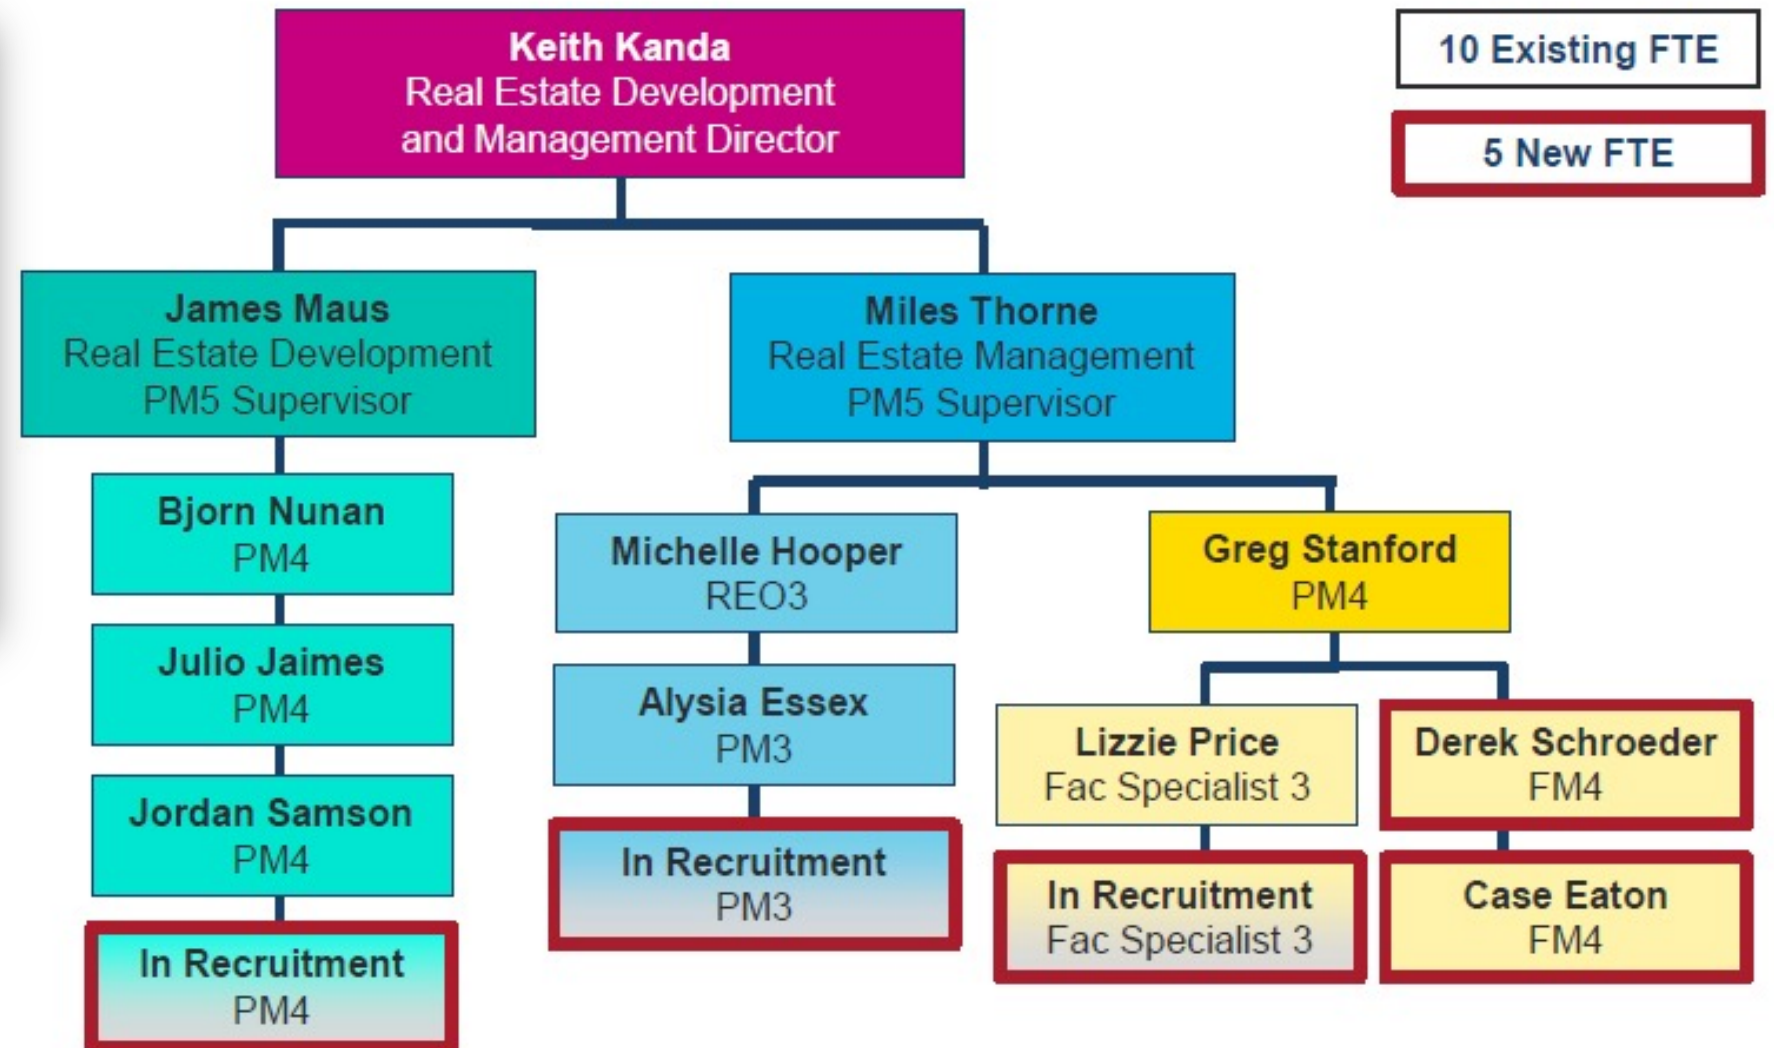 Keith Kanda
Real Estate Development
and Management Director
10 Existing FTE
5 New FTE
James Maus
Real Estate Development
PM5 Supervisor
Miles Thorne
Real Estate Management
PM5 Supervisor
Bjorn Nunan
PM4
Julio Jaimes
PM4
Jordan Samson
PM4
In Recruitment
PM4
Michelle Hooper
REO3
Alysia Essex
PM3
In Recruitment
PM3
Greg Stanford
PM4
Lizzie Price
Fac Specialist 3
In Recruitment
Fac Specialist 3
Derek Schroeder
FM4
Case Eaton
FM4